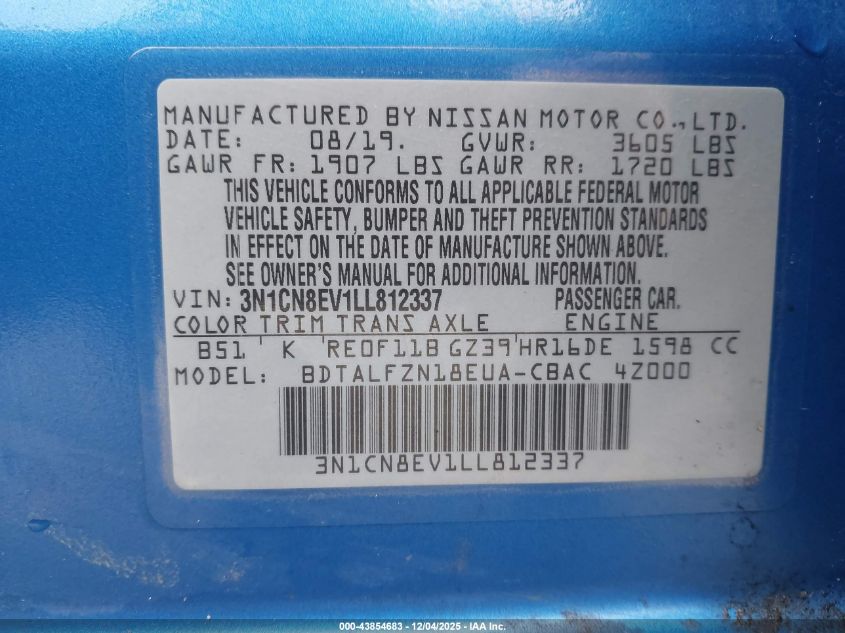 MANUFACTURED BY NISSAN MOTOR CO., LTD.
DATE: 08/19. GVWR: 3605 LBS
GAWR FR: 1907 LBS GAWR RR: 1720 LBS
THIS VEHICLE CONFORMS TO ALL APPLICABLE FEDERAL MOTOR
VEHICLE SAFETY, BUMPER AND THEFT PREVENTION STANDARDS
IN EFFECT ON THE DATE OF MANUFACTURE SHOWN ABOVE.
SEE OWNER'S MANUAL FOR ADDITIONAL INFORMATION.
VIN: 3N1CN8EV1LL812337 PASSENGER CAR.
COLOR TRIM TRANS AXLE ENGINE
B51 K RE0F11B GZ39 HR16DE 1598 CC
MODEL: BDTALFZN18EUA-CBAC 4Z000
3N1CN8EV1LL812337
000-43854683 - 12/04/2025 - IAA Inc.